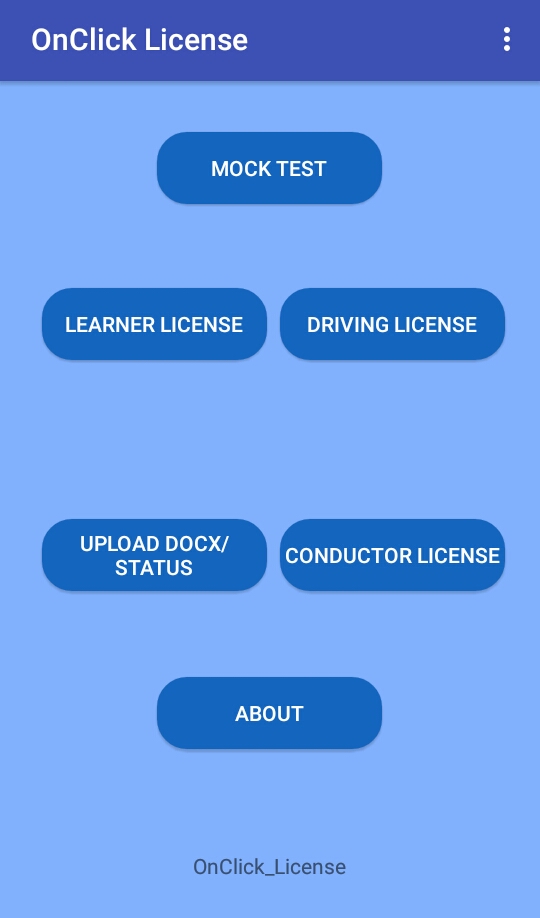 OnClick License
MOCK TEST
LEARNER LICENSE
DRIVING LICENSE
UPLOAD DOCX/
STATUS
CONDUCTOR LICENSE
ABOUT
OnClick_License